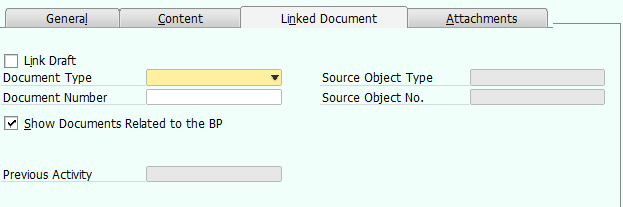 General Content Linked Document Attachments
Link Draft
Document Type Source Object Type
Document Number Source Object No.
Show Documents Related to the BP
Previous Activity